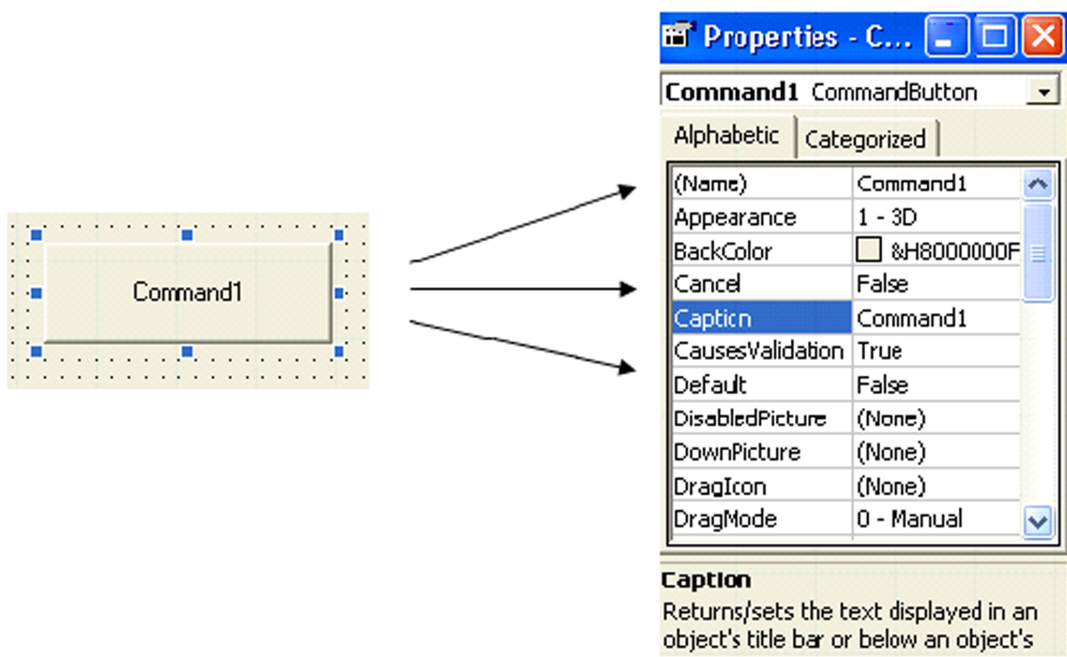 Command1
Properties - C...
Command1 CommandButton
Alphabetic Categorized
(Name) Command1
Appearance 1 - 3D
BackColor &H8000000F
Cancel False
Caption Command1
CausesValidation True
Default False
DisabledPicture (None)
DownPicture (None)
DragIcon (None)
DragMode 0 - Manual
Caption
Returns/sets the text displayed in an
object's title bar or below an object's